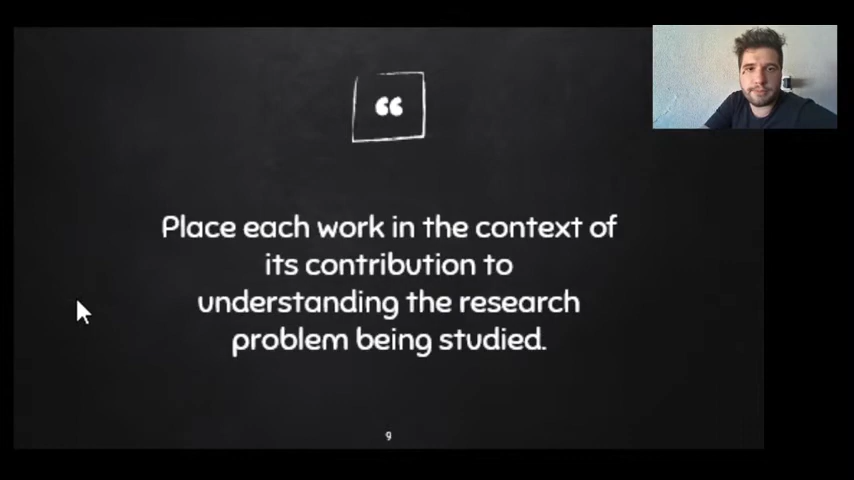 “
Place each work in the context of
its contribution to
understanding the research
problem being studied.
9